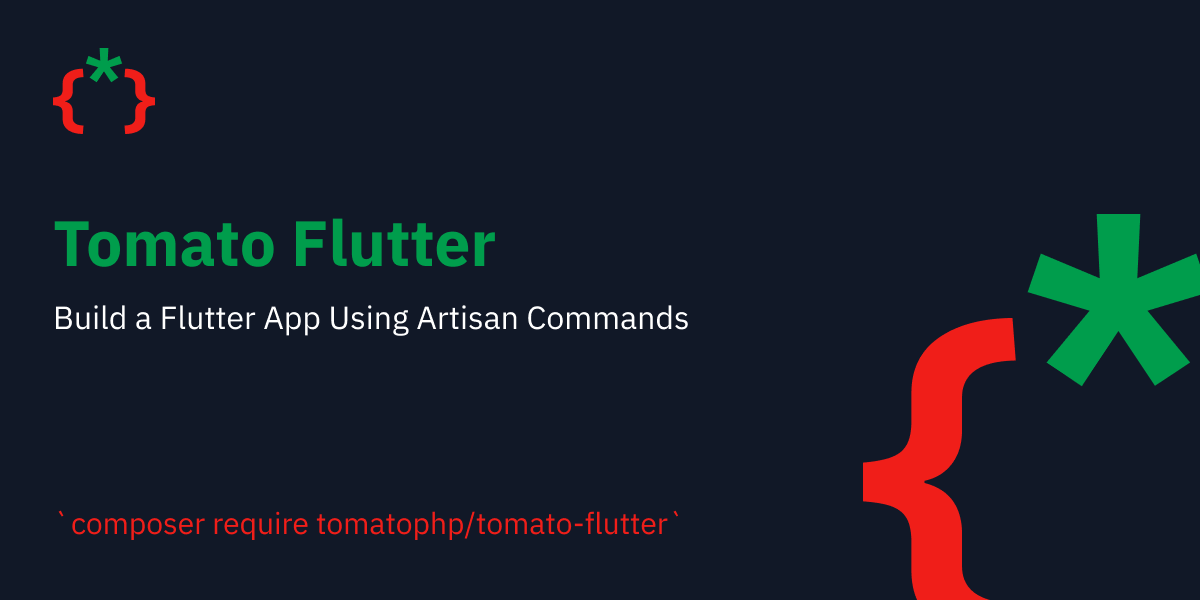 {*}
Tomato Flutter
Build a Flutter App Using Artisan Commands
`composer require tomatophp/tomato-flutter`